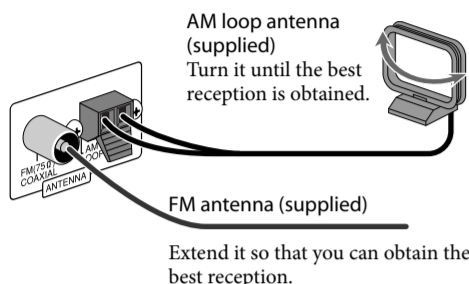 AM loop antenna
(supplied)
Turn it until the best
reception is obtained.
FM(75Ω)
COAXIAL
AM
LOOP
ANTENNA
FM antenna (supplied)
Extend it so that you can obtain the
best reception.